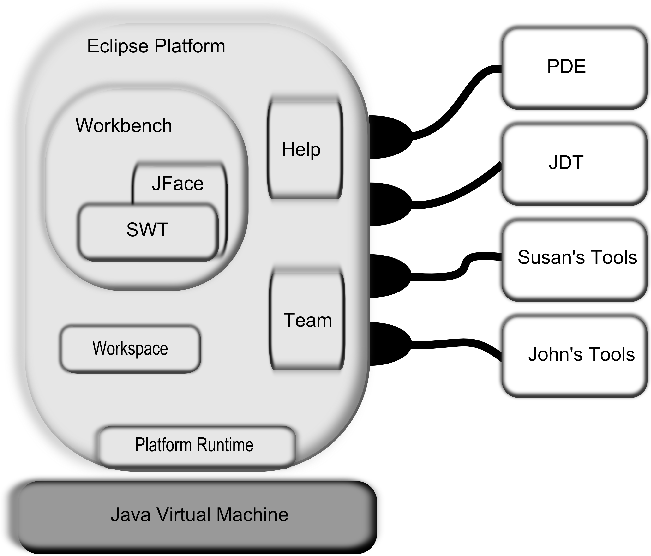 Eclipse Platform
Workbench
JFace
SWT
Help
Team
Workspace
Platform Runtime
Java Virtual Machine
PDE
JDT
Susan's Tools
John's Tools